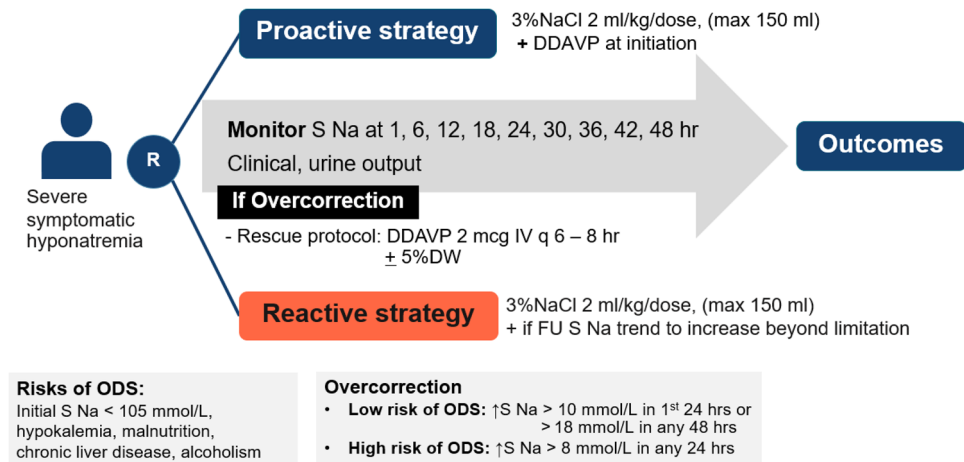 Proactive strategy
3%NaCl 2 ml/kg/dose, (max 150 ml)
+ DDAVP at initiation
Monitor S Na at 1, 6, 12, 18, 24, 30, 36, 42, 48 hr
Clinical, urine output
R
Outcomes
Severe
symptomatic
hyponatremia
If Overcorrection
- Rescue protocol: DDAVP 2 mcg IV q 6 – 8 hr
± 5%DW
Reactive strategy
3%NaCl 2 ml/kg/dose, (max 150 ml)
+ if FU S Na trend to increase beyond limitation
Risks of ODS:
Initial S Na < 105 mmol/L,
hypokalemia, malnutrition,
chronic liver disease, alcoholism
Overcorrection
• Low risk of ODS: ↑S Na > 10 mmol/L in 1st 24 hrs or
> 18 mmol/L in any 48 hrs
• High risk of ODS: ↑S Na > 8 mmol/L in any 24 hrs